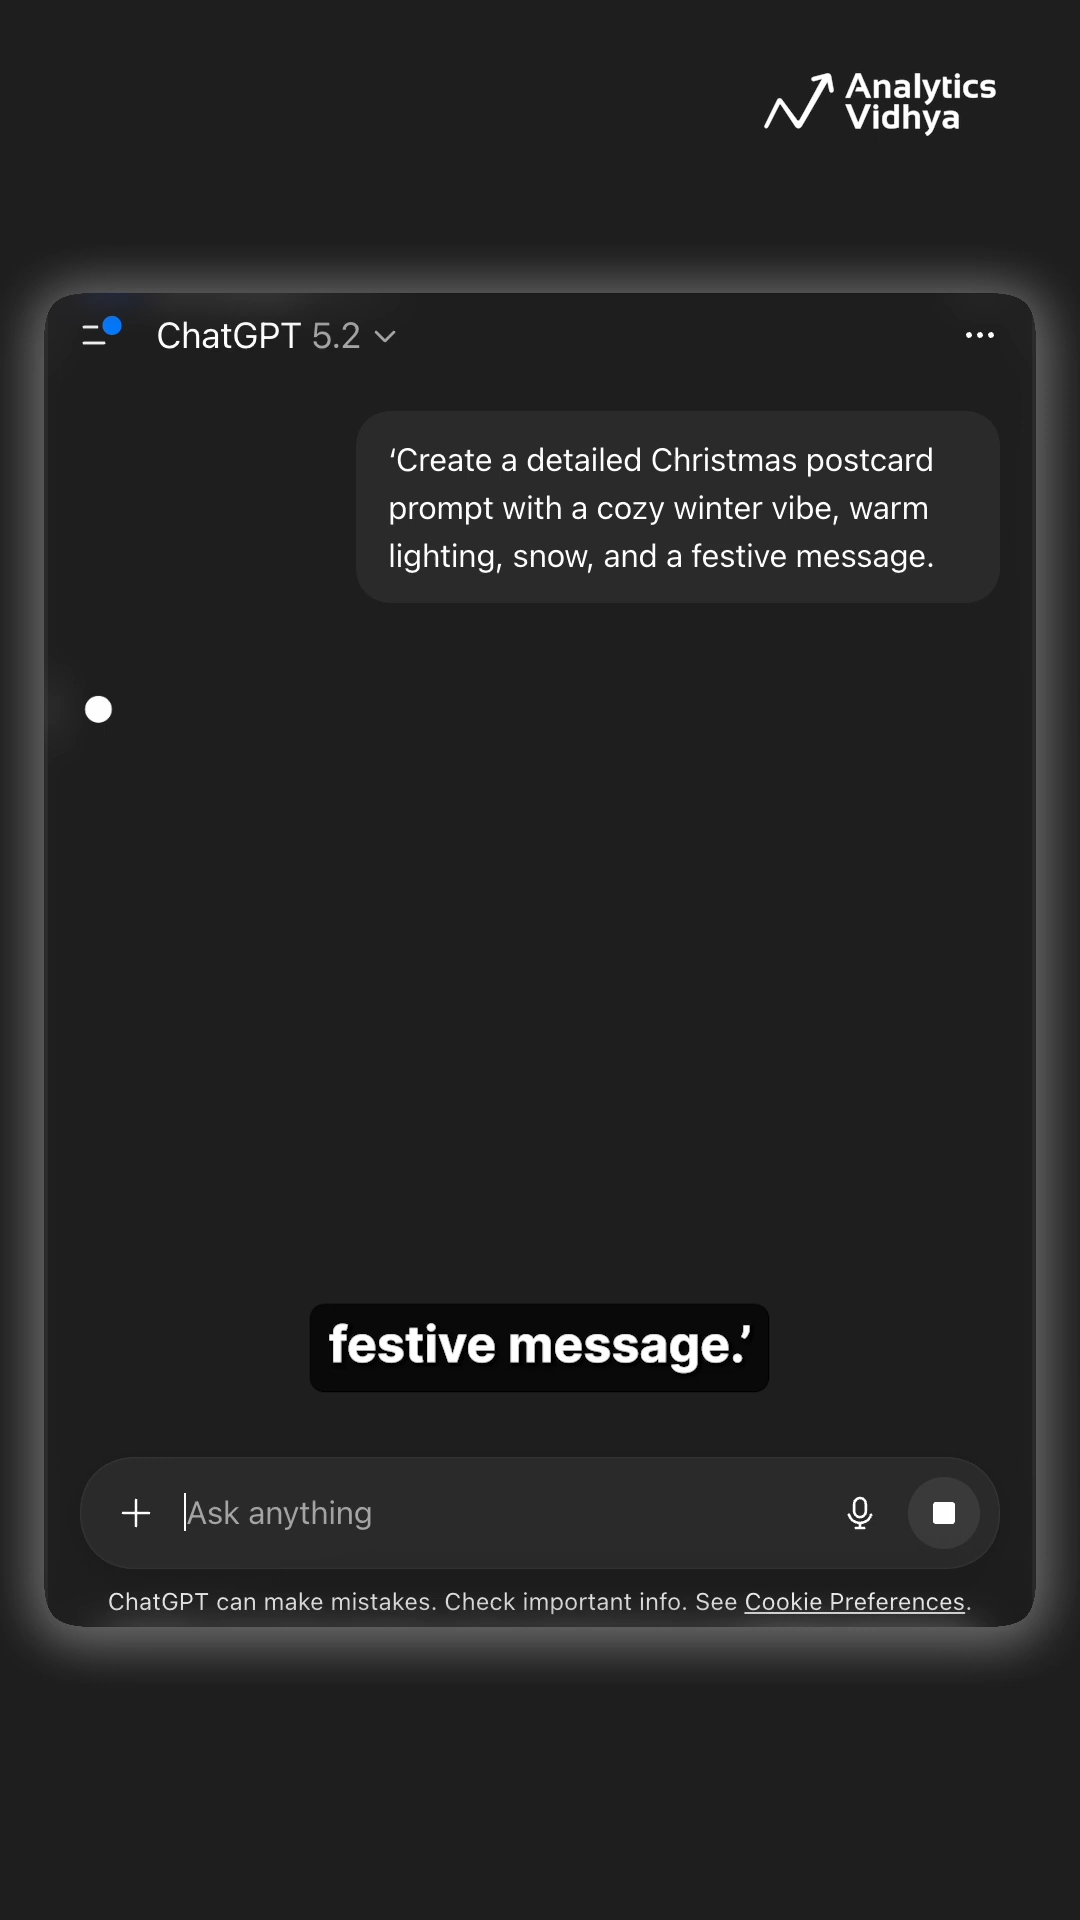 Analytics
Vidhya
ChatGPT 5.2
‘Create a detailed Christmas postcard
prompt with a cozy winter vibe, warm
lighting, snow, and a festive message.
festive message.’
Ask anything
ChatGPT can make mistakes. Check important info. See Cookie Preferences.